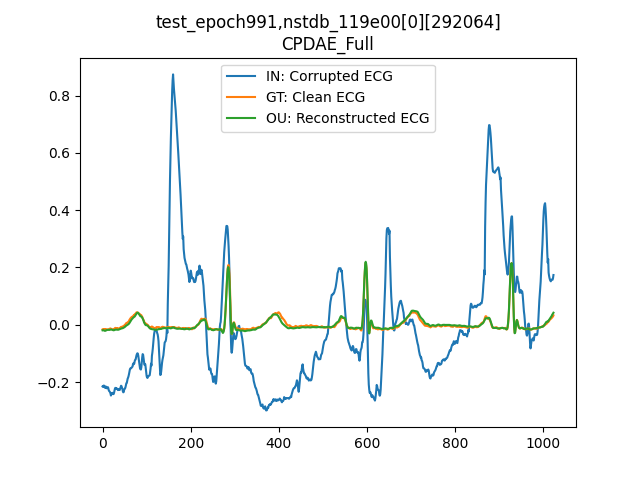 test_epoch991,nstdb_119e00[0][292064]
CPDAE_Full
IN: Corrupted ECG
GT: Clean ECG
OU: Reconstructed ECG
0.8
0.6
0.4
0.2
0.0
−0.2
0 200 400 600 800 1000